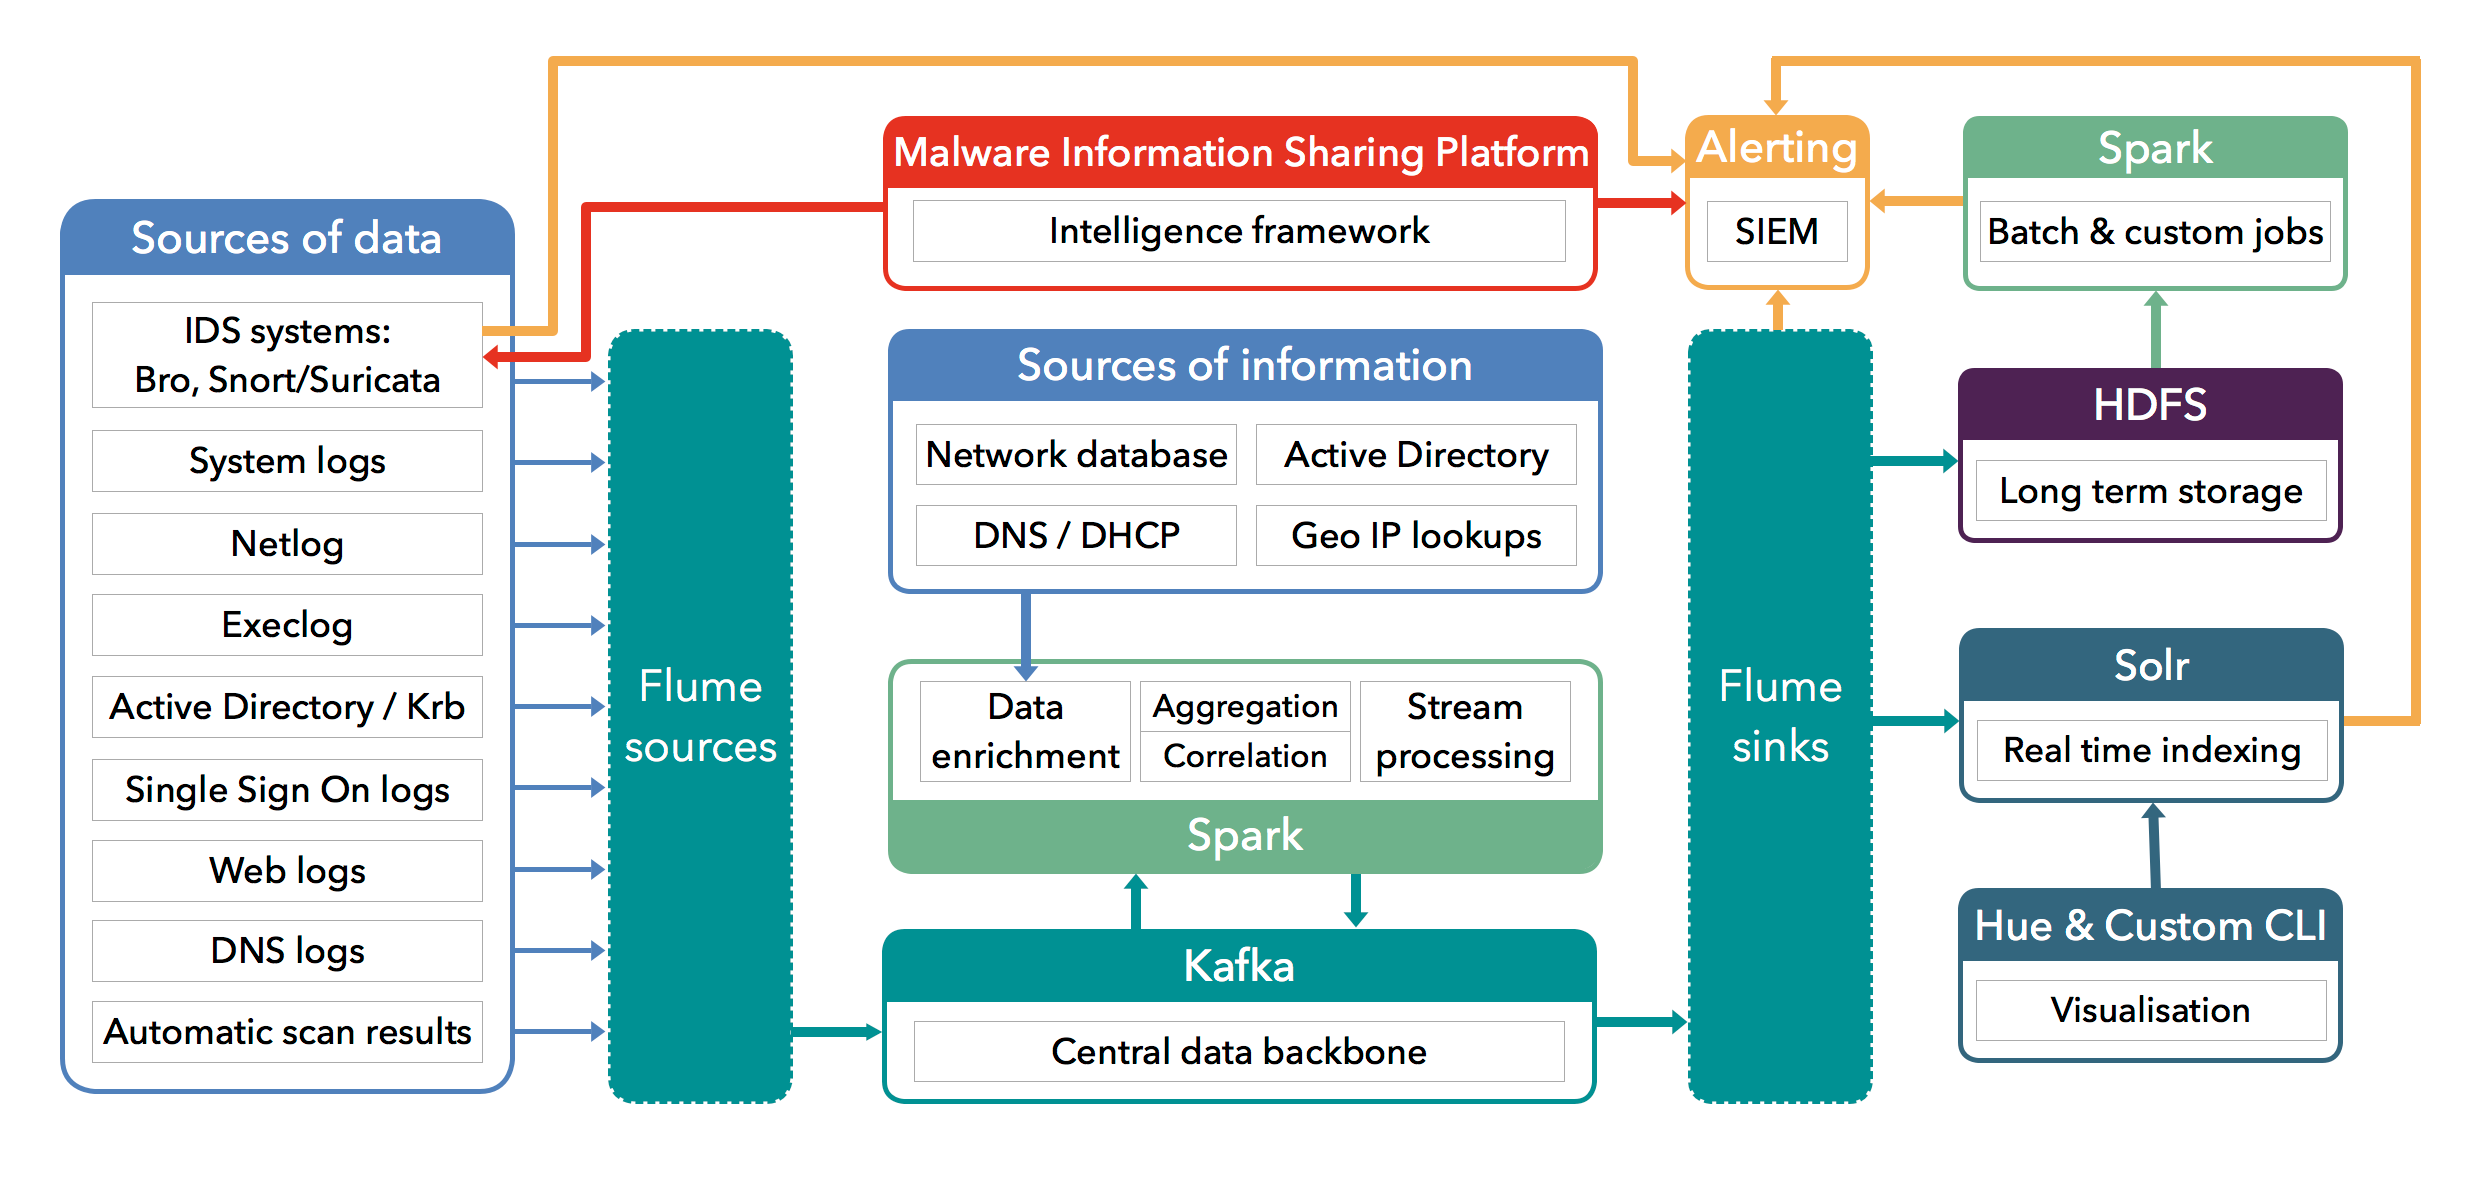 Sources of data
IDS systems:
Bro, Snort/Suricata
System logs
Netlog
Execlog
Active Directory / Krb
Single Sign On logs
Web logs
DNS logs
Automatic scan results
Flume
sources
Malware Information Sharing Platform
Intelligence framework
Sources of information
Network database
Active Directory
DNS / DHCP
Geo IP lookups
Data
enrichment
Aggregation
Correlation
Stream
processing
Spark
Kafka
Central data backbone
Alerting
SIEM
Flume
sinks
Spark
Batch & custom jobs
HDFS
Long term storage
Solr
Real time indexing
Hue & Custom CLI
Visualisation